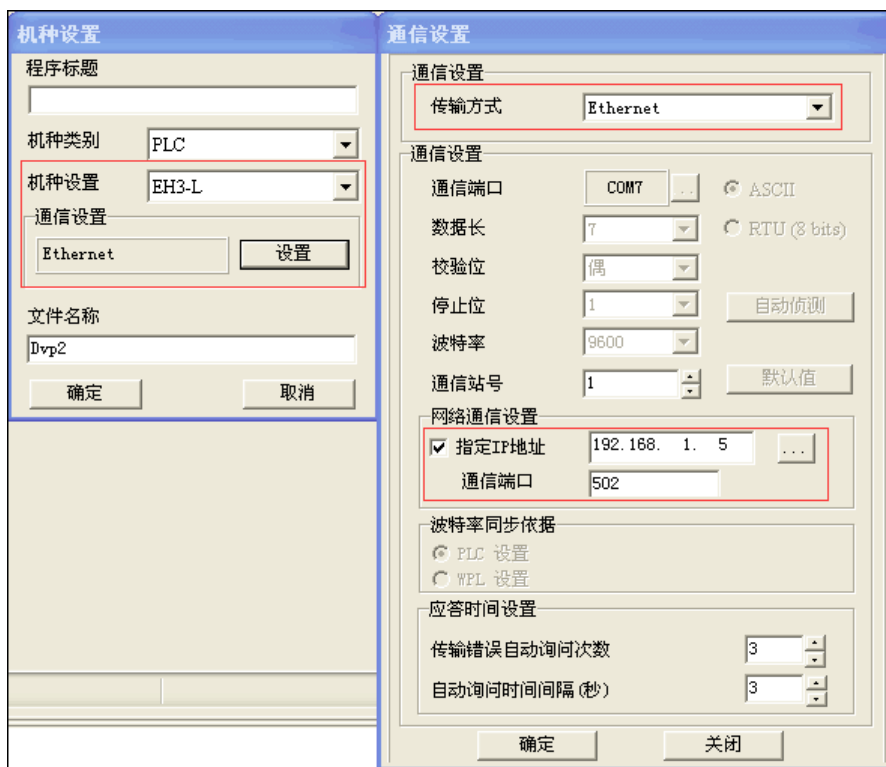 机种设置
程序标题
机种类别 PLC
机种设置 EH3-L
通信设置
Ethernet 设置
文件名称
Dvp2
确定 取消
通信设置
通信设置
传输方式 Ethernet
通信设置
通信端口 COM7 .. ASCII
数据长 7 RTU (8 bits)
校验位 偶
停止位 1 自动侦测
波特率 9600
通信站号 1 默认值
网络通信设置
指定IP地址 192.168. 1. 5 ...
通信端口 502
波特率同步依据
PLC 设置
WPL 设置
应答时间设置
传输错误自动询问次数 3
自动询问时间间隔(秒) 3
确定 关闭